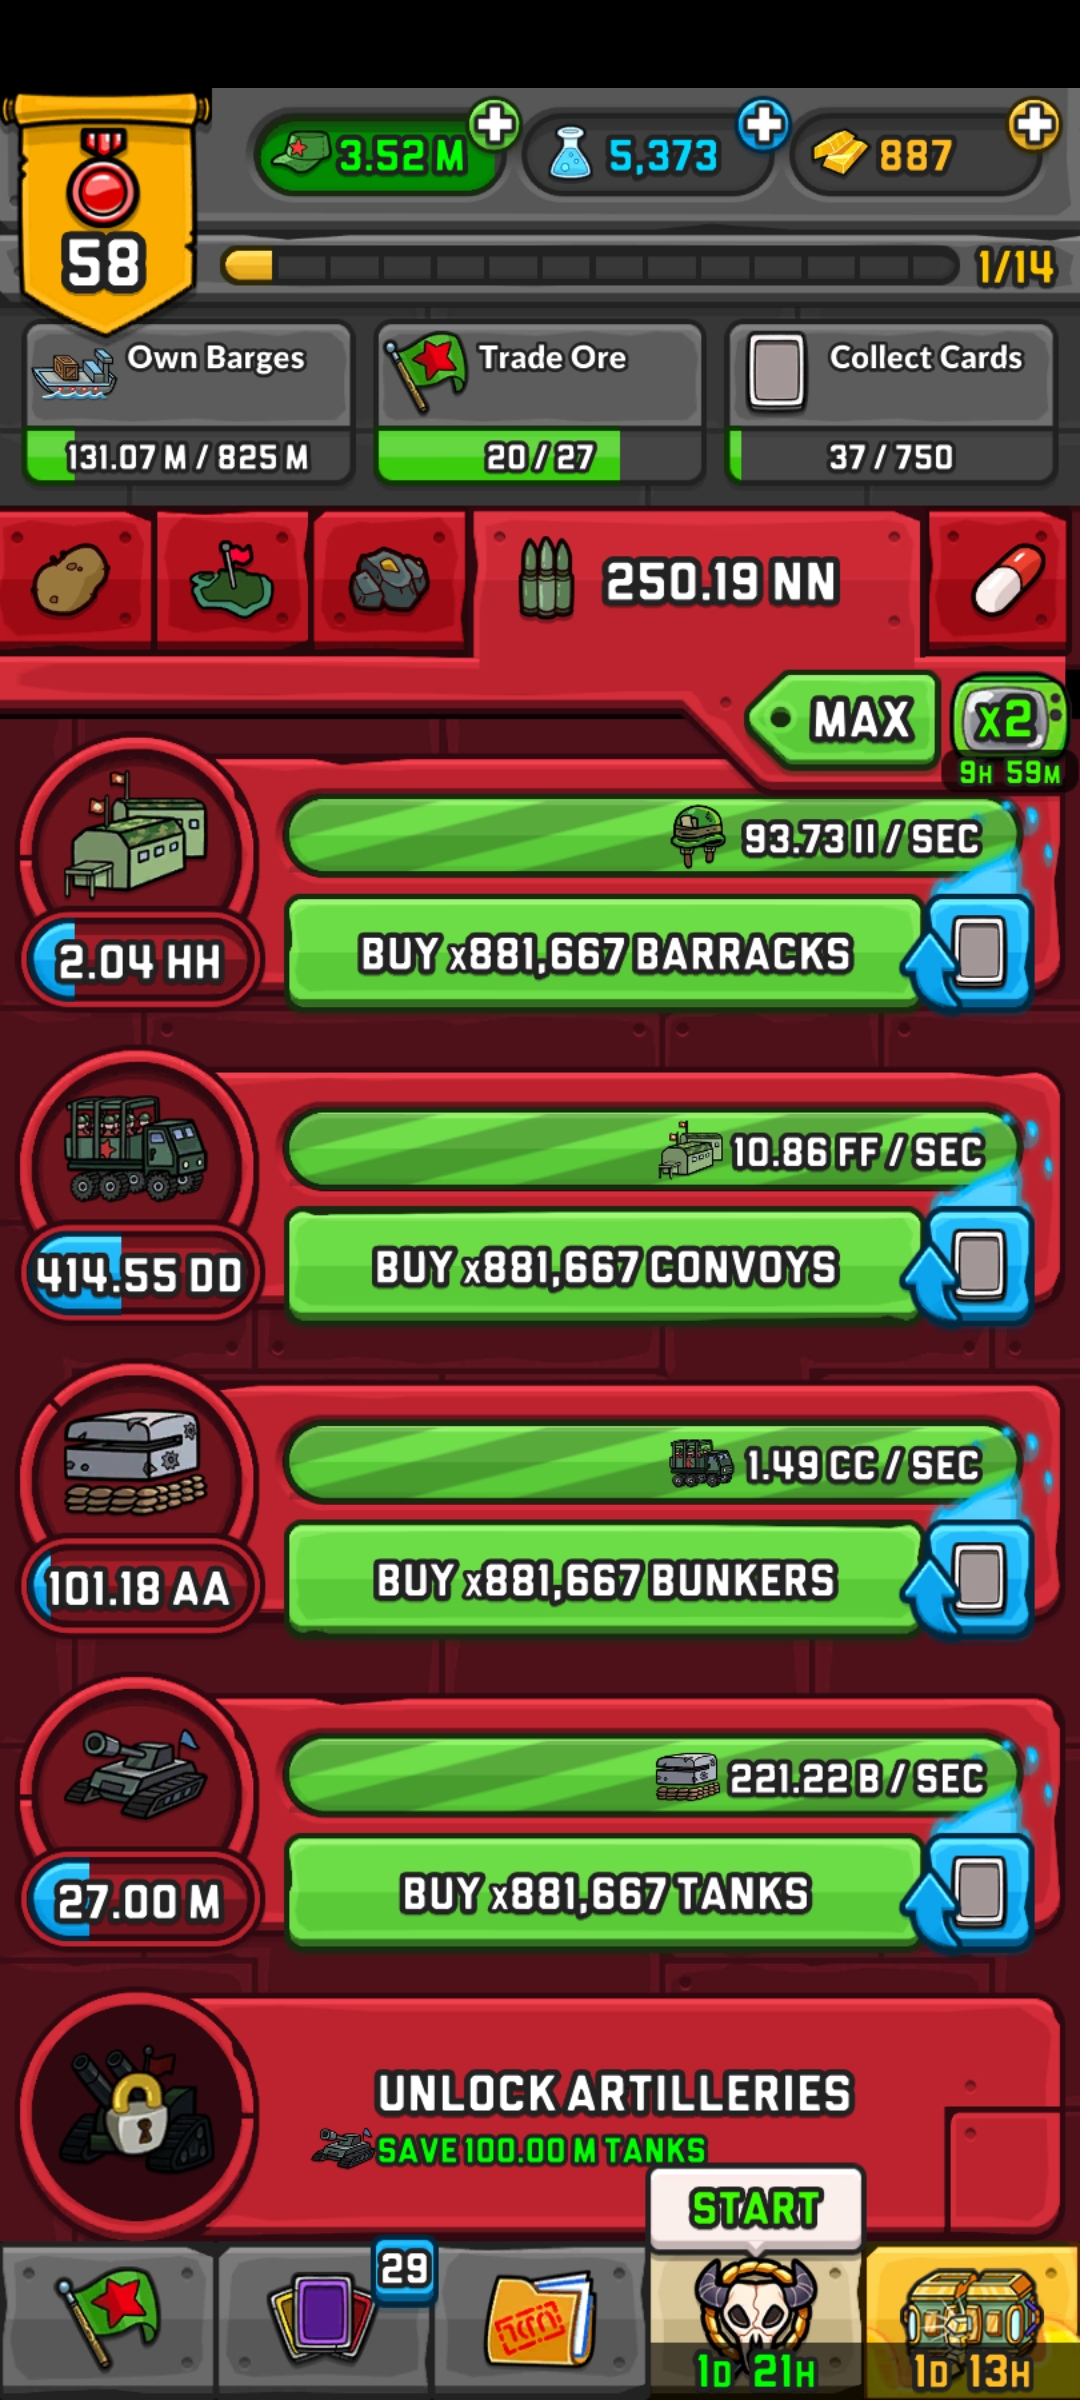 58
3.52 M
5,373
887
1/14
Own Barges
131.07 M / 825 M
Trade Ore
20 / 27
Collect Cards
37 / 750
250.19 NN
MAX
x2
9H 59M
93.73 II / SEC
2.04 HH
BUY x881,667 BARRACKS
10.86 FF / SEC
414.55 DD
BUY x881,667 CONVOYS
1.49 CC / SEC
101.18 AA
BUY x881,667 BUNKERS
221.22 B / SEC
27.00 M
BUY x881,667 TANKS
UNLOCK ARTILLERIES
SAVE 100.00 M TANKS
START
29
1D 21H
1D 13H